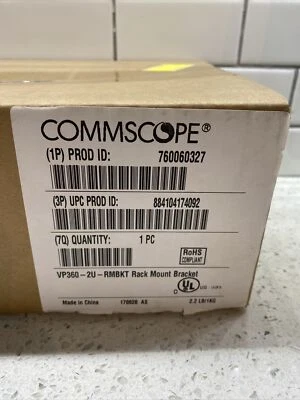 COMMSCOPE®
(1P) PROD ID: 760060327
(3P) UPC PROD ID: 884104174092
(7Q) QUANTITY: 1 PC
RoHS
COMPLIANT
VP360-2U-RMBKT Rack Mount Bracket
UL
Made in China 170828 AS 2.2 LB/1KG